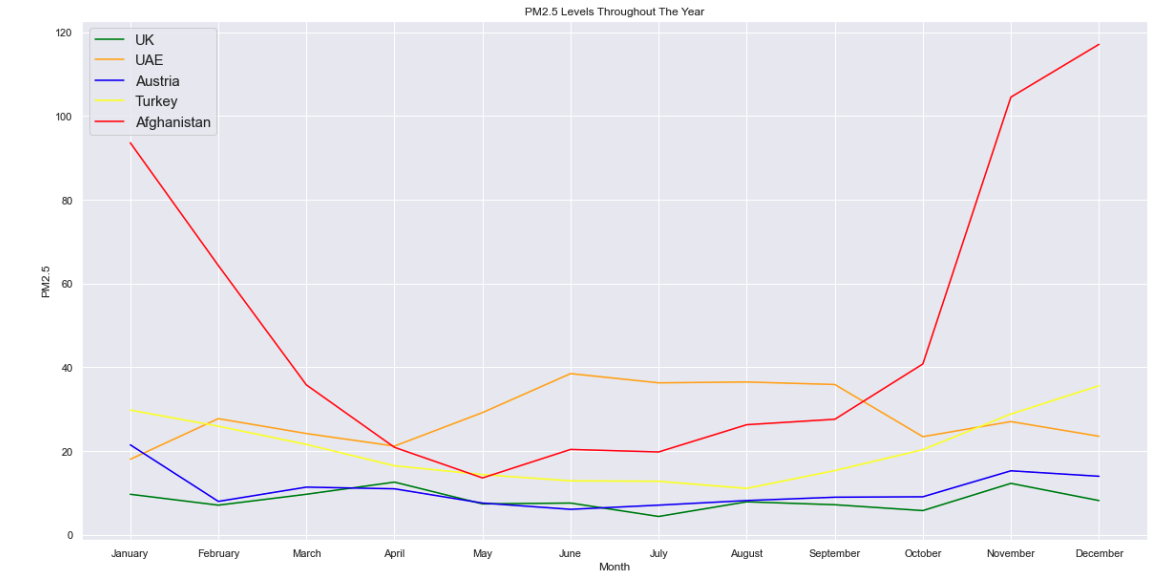 PM2.5 Levels Throughout The Year
120
100
80
60
40
20
0
PM2.5
UK
UAE
Austria
Turkey
Afghanistan
January February March April May June July August September October November December
Month